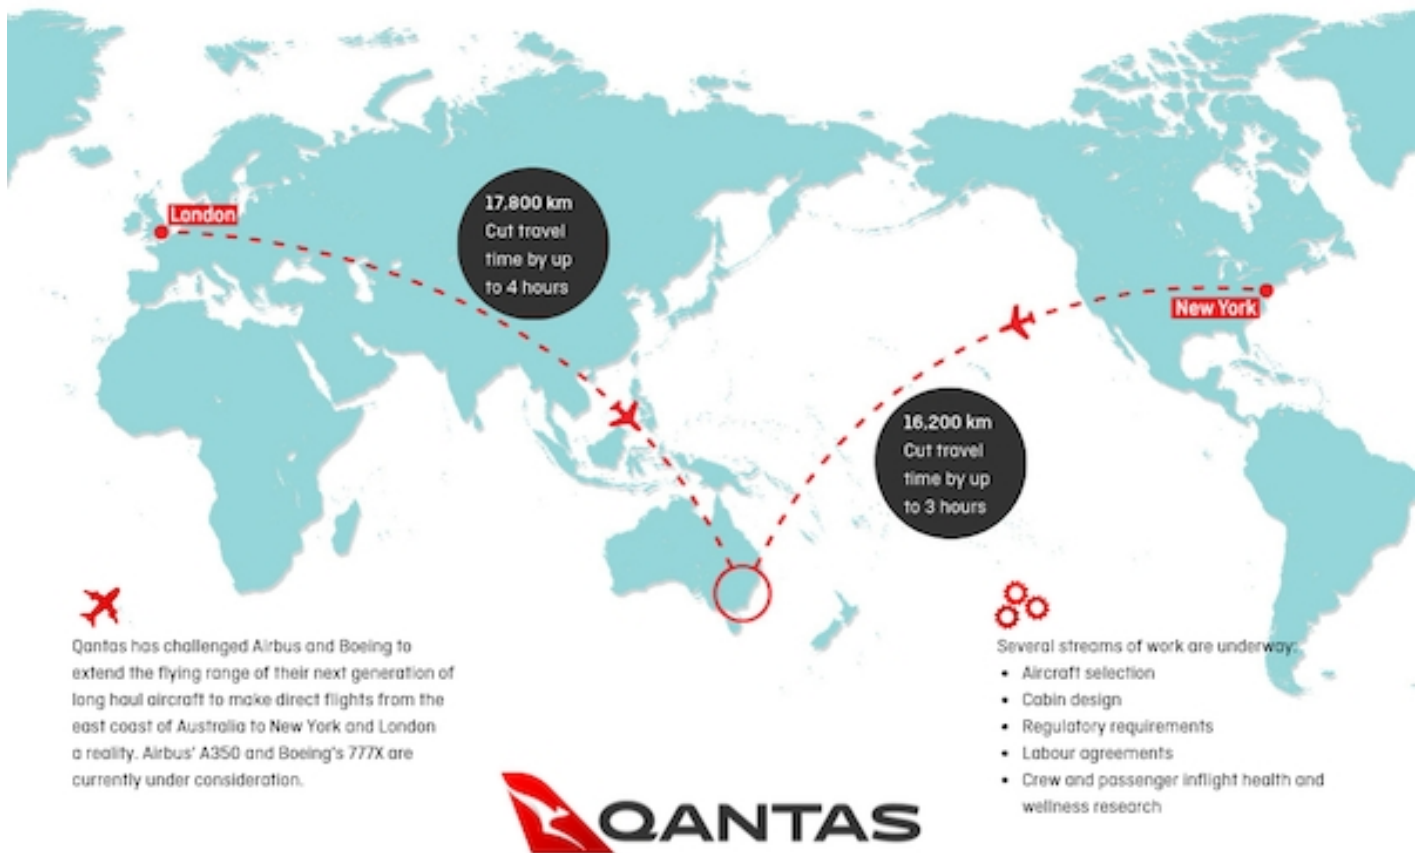 London
17,800 km
Cut travel
time by up
to 4 hours
New York
16,200 km
Cut travel
time by up
to 3 hours
Qantas has challenged Airbus and Boeing to
extend the flying range of their next generation of
long haul aircraft to make direct flights from the
east coast of Australia to New York and London
a reality. Airbus' A350 and Boeing's 777X are
currently under consideration.
Several streams of work are underway:
• Aircraft selection
• Cabin design
• Regulatory requirements
• Labour agreements
• Crew and passenger inflight health and
wellness research
QANTAS